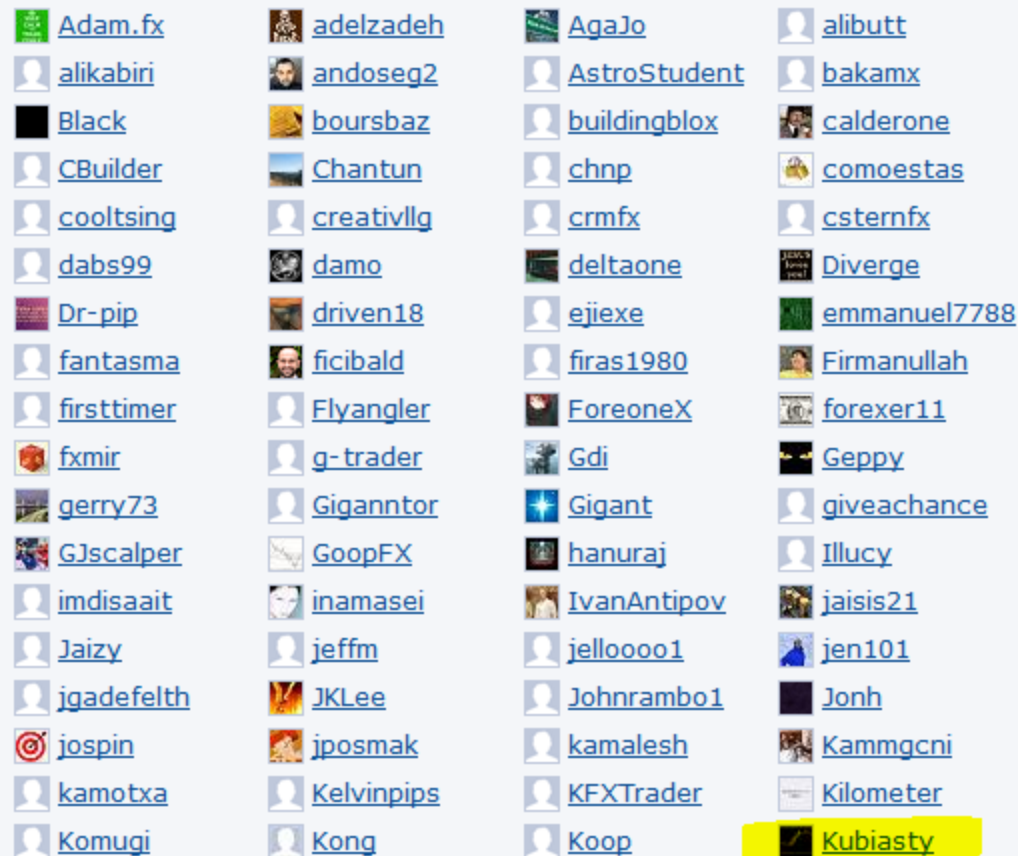 Adam.fx adelzadeh AgaJo alibutt
alikabiri andoseg2 AstroStudent bakamx
Black boursbaz buildingblox calderone
CBuilder Chantun chnp comoestas
cooltsing creativllg crmfx csternfx
dabs99 damo deltaone Diverge
Dr-pip driven18 ejiexe emmanuel7788
fantasma ficibald firas1980 Firmanullah
firsttimer Flyangler ForeoneX forexer11
fxmir g-trader Gdi Geppy
gerry73 Giganntor Gigant giveachance
GJscalper GoopFX hanuraj Illucy
imdisaait inamasei IvanAntipov jaisis21
Jaizy jeffm jelloooo1 jen101
jgadefelth JKLee Johnrambo1 Jonh
jospin jposmak kamalesh Kammgcni
kamotxa Kelvinpips KFXTrader Kilometer
Komugi Kong Koop Kubiasty